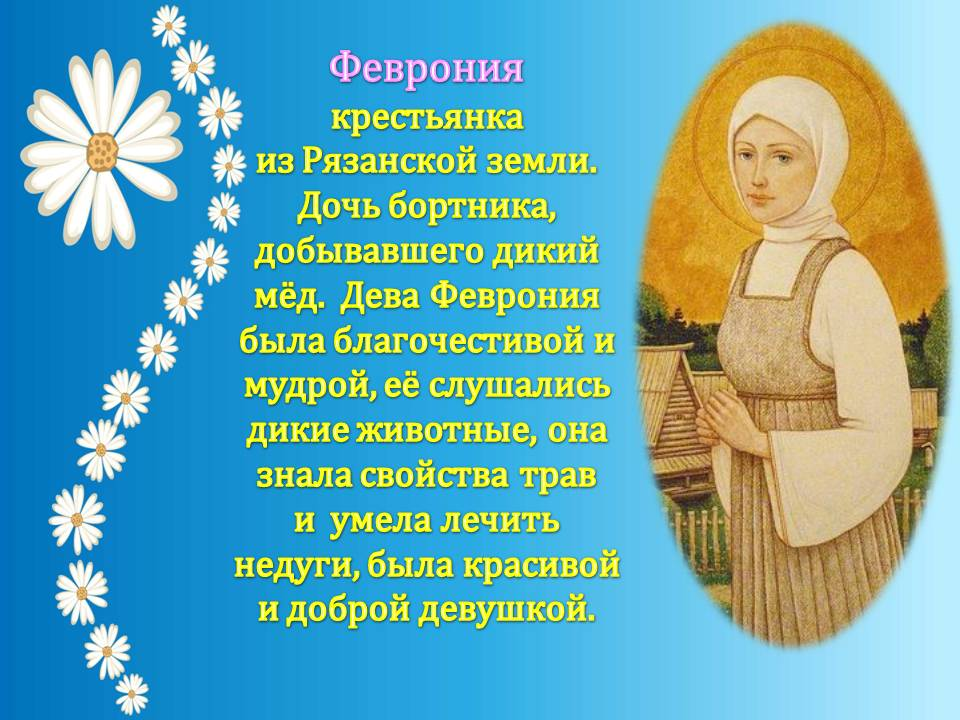 Феврония
крестьянка
из Рязанской земли.
Дочь бортника,
добывавшего дикий
мёд. Дева Феврония
была благочестивой и
мудрой, её слушались
дикие животные, она
знала свойства трав
и умела лечить
недуги, была красивой
и доброй девушкой.